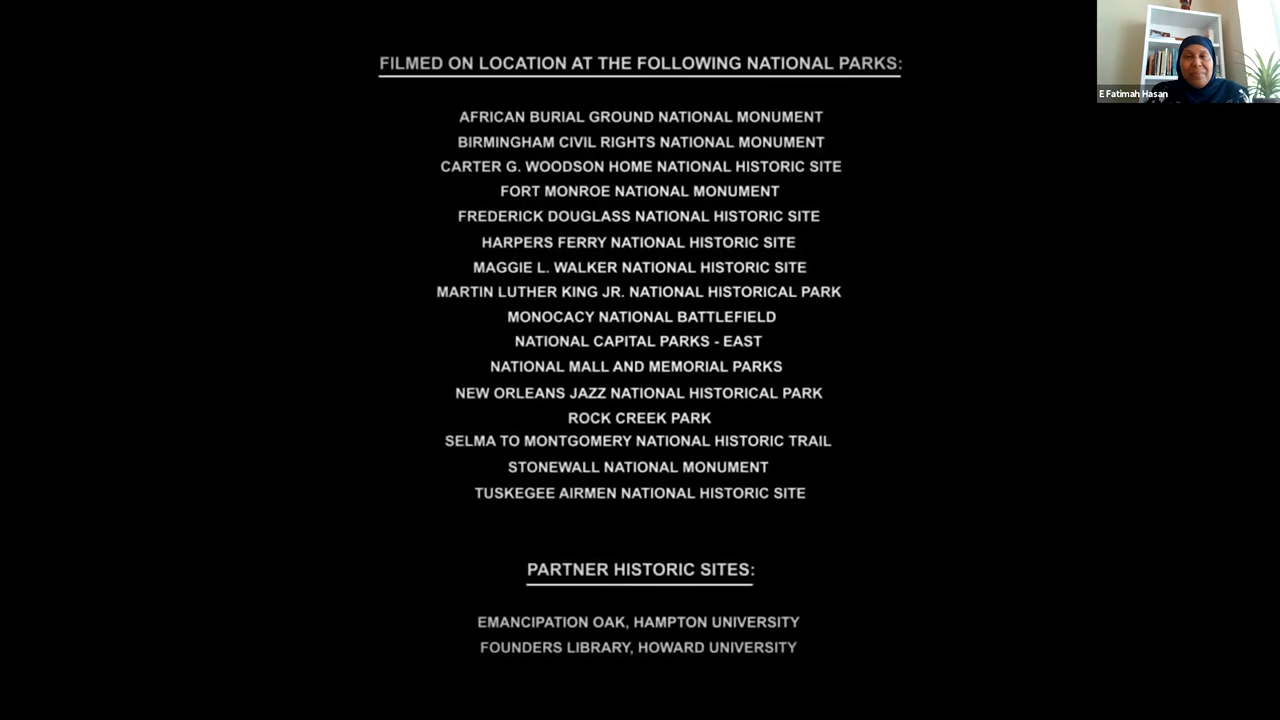 FILMED ON LOCATION AT THE FOLLOWING NATIONAL PARKS:
AFRICAN BURIAL GROUND NATIONAL MONUMENT
BIRMINGHAM CIVIL RIGHTS NATIONAL MONUMENT
CARTER G. WOODSON HOME NATIONAL HISTORIC SITE
FORT MONROE NATIONAL MONUMENT
FREDERICK DOUGLASS NATIONAL HISTORIC SITE
HARPERS FERRY NATIONAL HISTORIC SITE
MAGGIE L. WALKER NATIONAL HISTORIC SITE
MARTIN LUTHER KING JR. NATIONAL HISTORICAL PARK
MONOCACY NATIONAL BATTLEFIELD
NATIONAL CAPITAL PARKS - EAST
NATIONAL MALL AND MEMORIAL PARKS
NEW ORLEANS JAZZ NATIONAL HISTORICAL PARK
ROCK CREEK PARK
SELMA TO MONTGOMERY NATIONAL HISTORIC TRAIL
STONEWALL NATIONAL MONUMENT
TUSKEGEE AIRMEN NATIONAL HISTORIC SITE
PARTNER HISTORIC SITES:
EMANCIPATION OAK, HAMPTON UNIVERSITY
FOUNDERS LIBRARY, HOWARD UNIVERSITY
E Fatimah Hasan